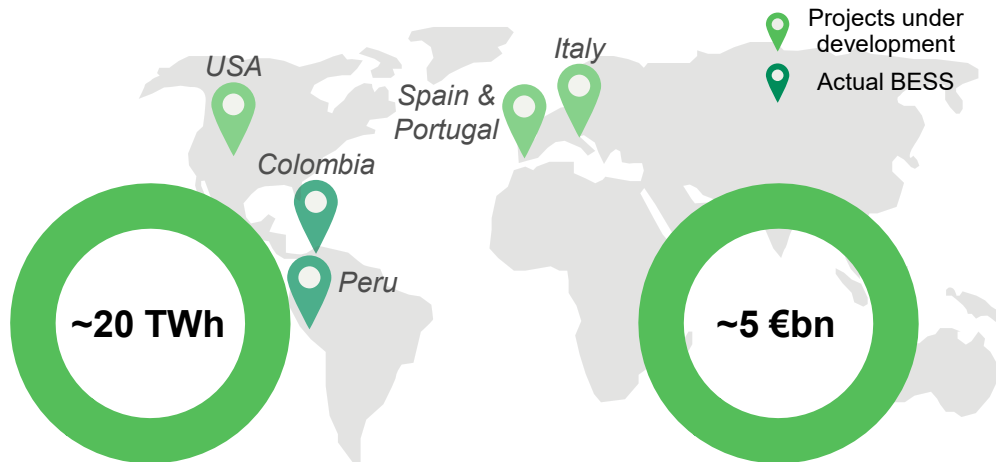 Projects under
development
Actual BESS
USA
Italy
Spain &
Portugal
Colombia
Peru
~20 TWh
~5 €bn